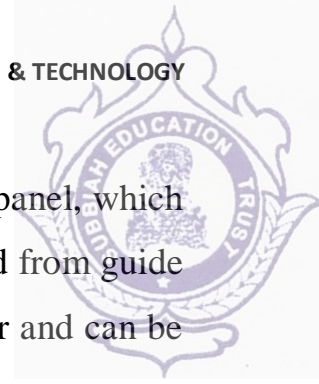 & TECHNOLOGY
EDUCATION TRUST
panel, which
from guide
and can be